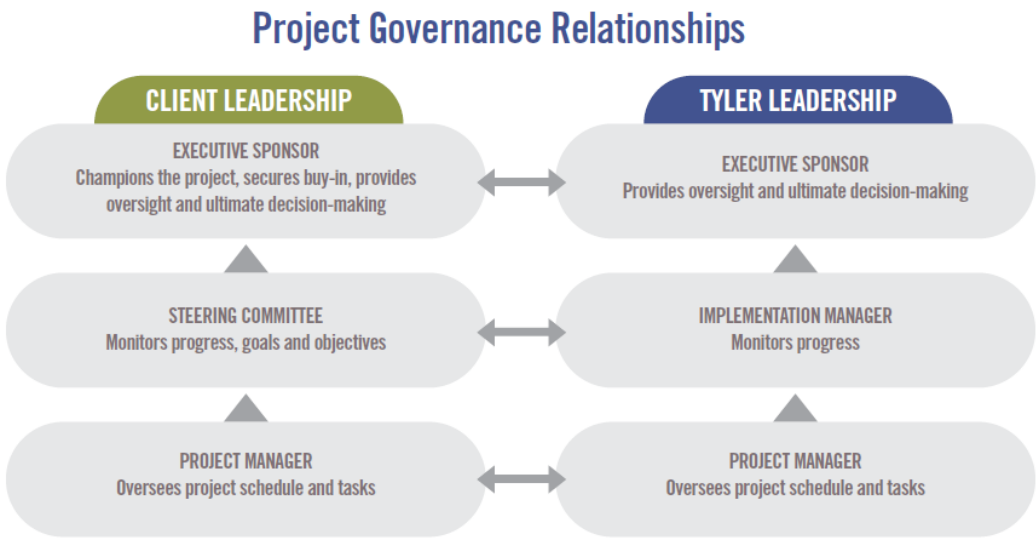 Project Governance Relationships
CLIENT LEADERSHIP
EXECUTIVE SPONSOR
Champions the project, secures buy-in, provides
oversight and ultimate decision-making
STEERING COMMITTEE
Monitors progress, goals and objectives
PROJECT MANAGER
Oversees project schedule and tasks
TYLER LEADERSHIP
EXECUTIVE SPONSOR
Provides oversight and ultimate decision-making
IMPLEMENTATION MANAGER
Monitors progress
PROJECT MANAGER
Oversees project schedule and tasks